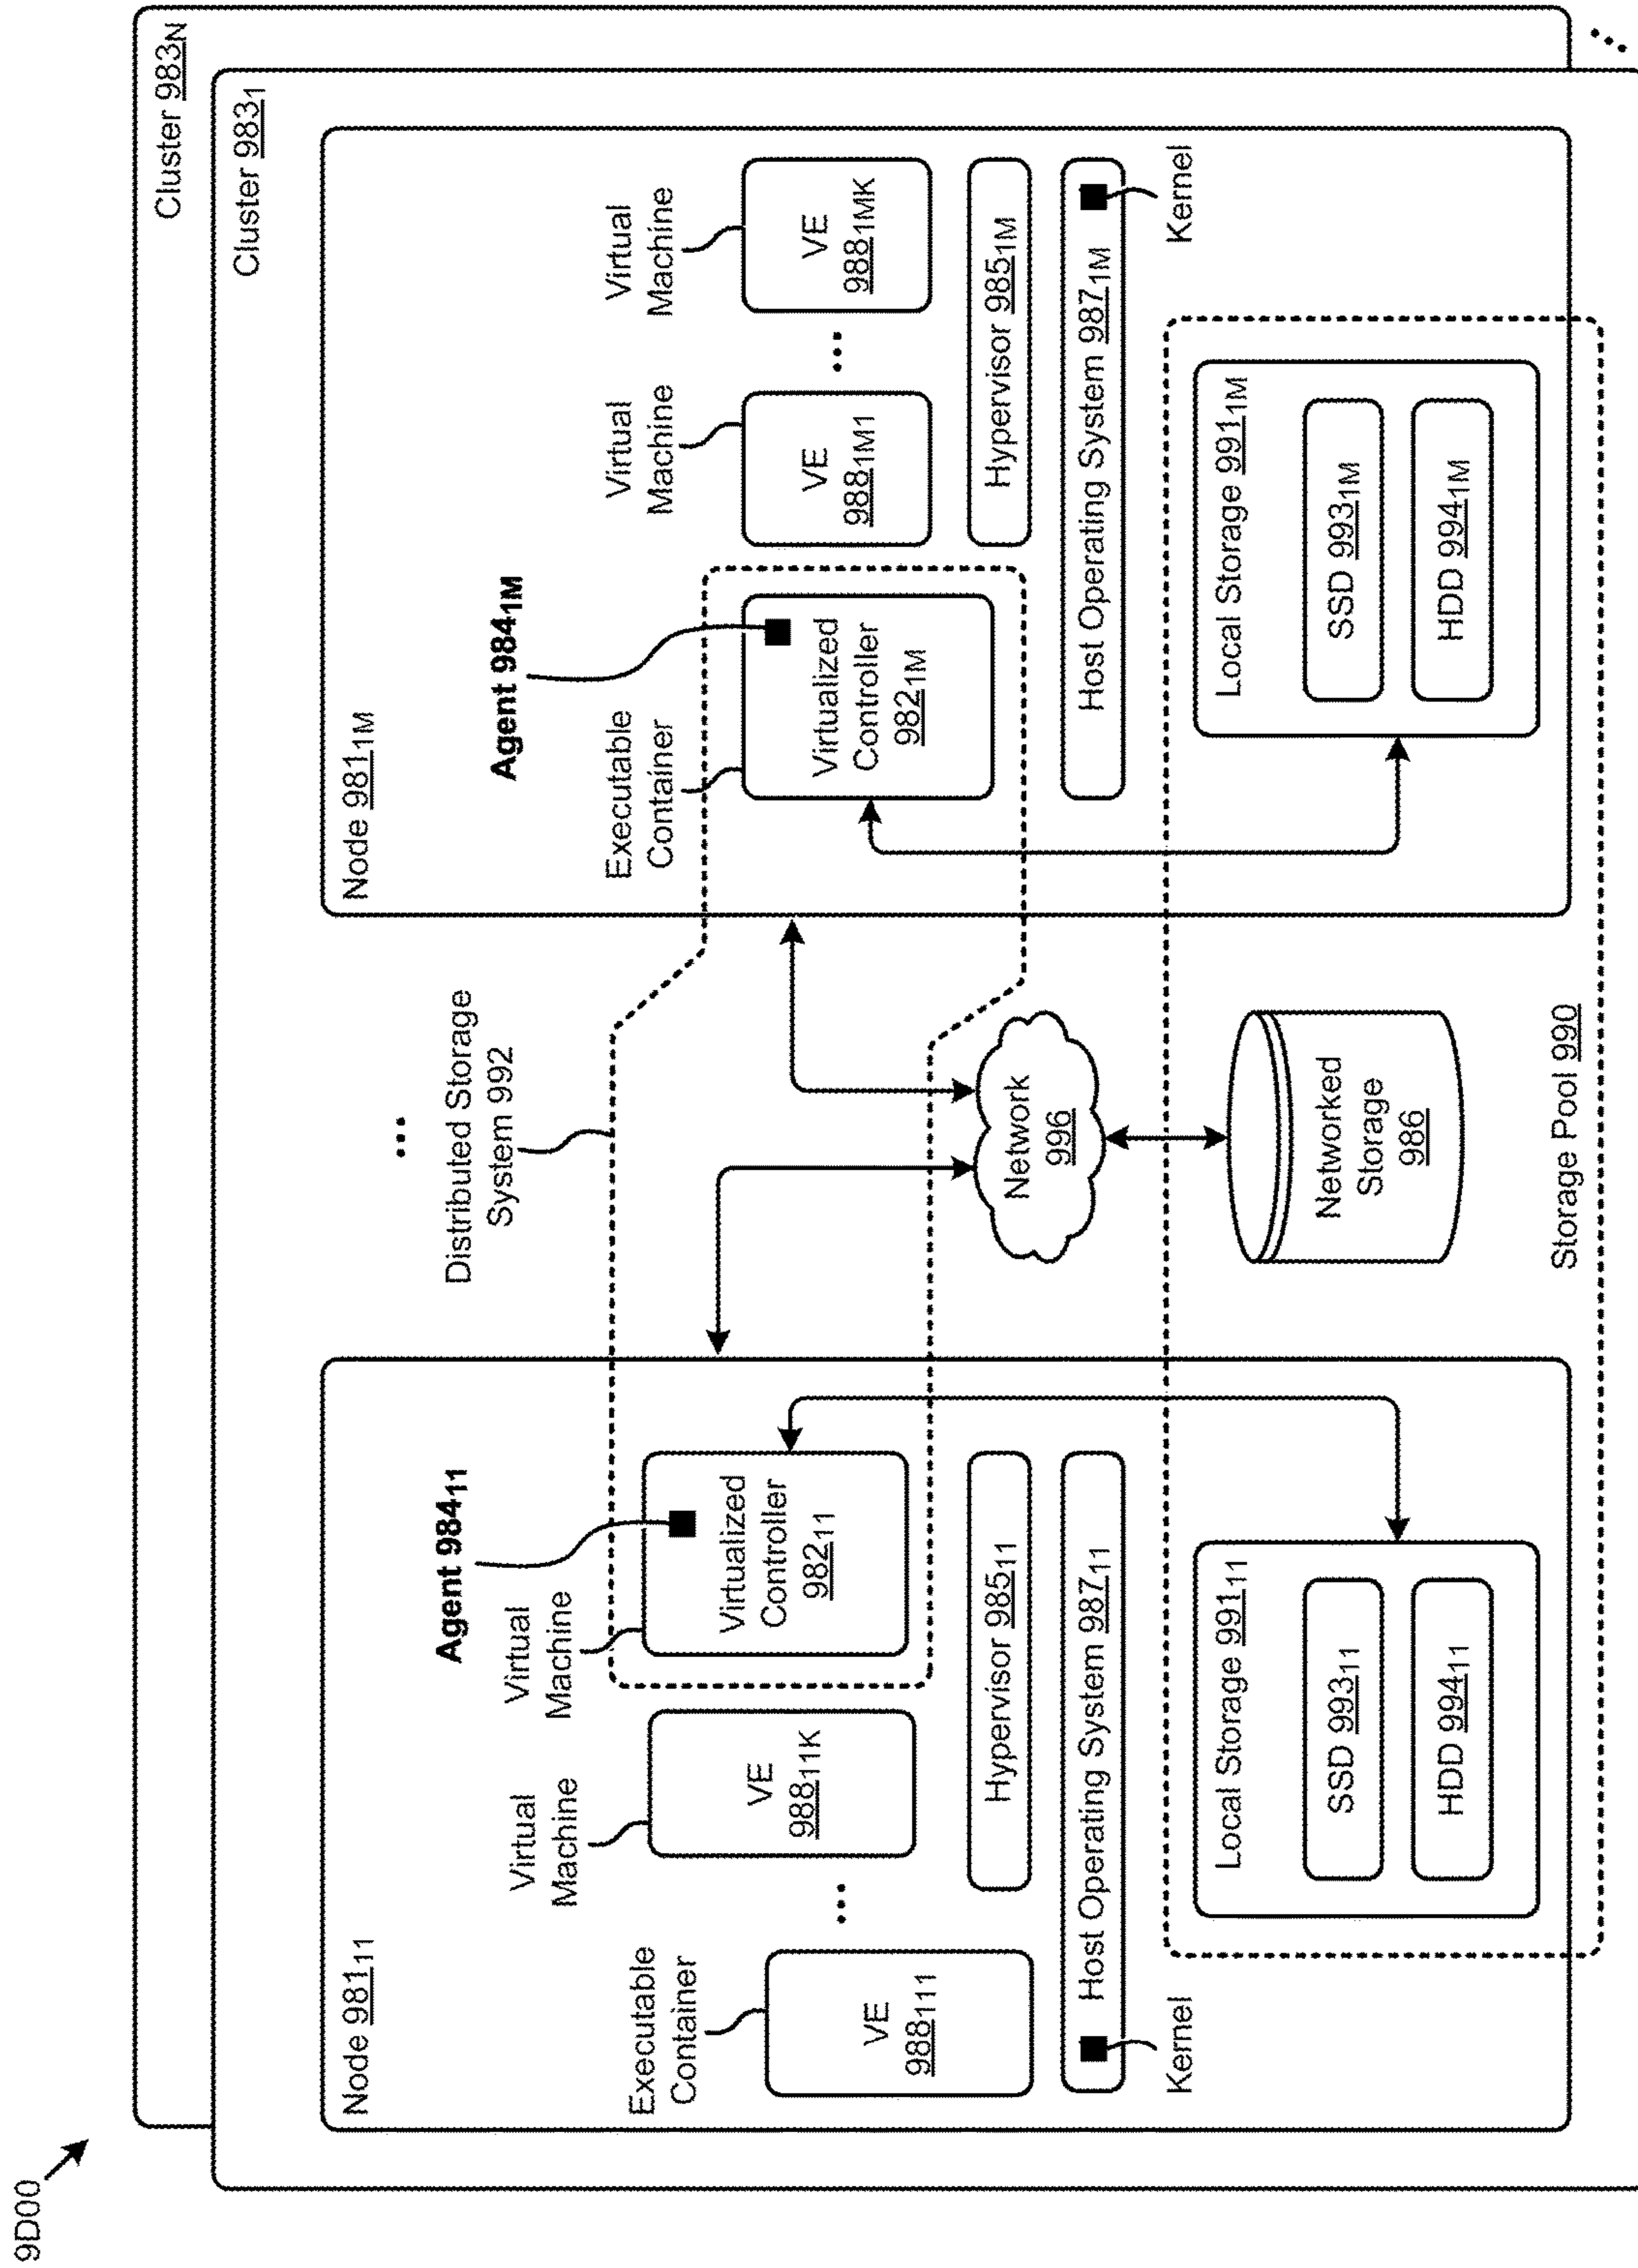 9D00
Cluster 983N
Cluster 9831
Node 98111
Agent 98411
Virtual
Machine
Virtual
Machine
Executable
Container
VE
988111
...
VE
98811K
Virtualized
Controller
98211
Hypervisor 98511
Host Operating System 98711
Kernel
Local Storage 99111
SSD 99311
HDD 99411
...
Distributed Storage
System 992
Network
996
Networked
Storage
986
Storage Pool 990
Node 9811M
Agent 9841M
Executable
Container
Virtual
Machine
Virtual
Machine
Virtualized
Controller
9821M
VE
9881M1
...
VE
9881MK
Hypervisor 9851M
Host Operating System 9871M
Kernel
Local Storage 9911M
SSD 9931M
HDD 9941M
...